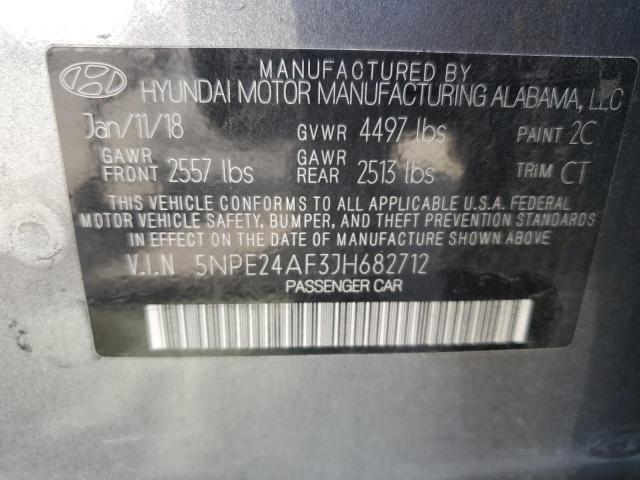 MANUFACTURED BY
HYUNDAI MOTOR MANUFACTURING ALABAMA, LLC
Jan/11/18 GVWR 4497 lbs PAINT 2C
GAWR FRONT 2557 lbs GAWR REAR 2513 lbs TRIM CT
THIS VEHICLE CONFORMS TO ALL APPLICABLE U.S.A. FEDERAL
MOTOR VEHICLE SAFETY, BUMPER, AND THEFT PREVENTION STANDARDS
IN EFFECT ON THE DATE OF MANUFACTURE SHOWN ABOVE.
V.I.N 5NPE24AF3JH682712
PASSENGER CAR